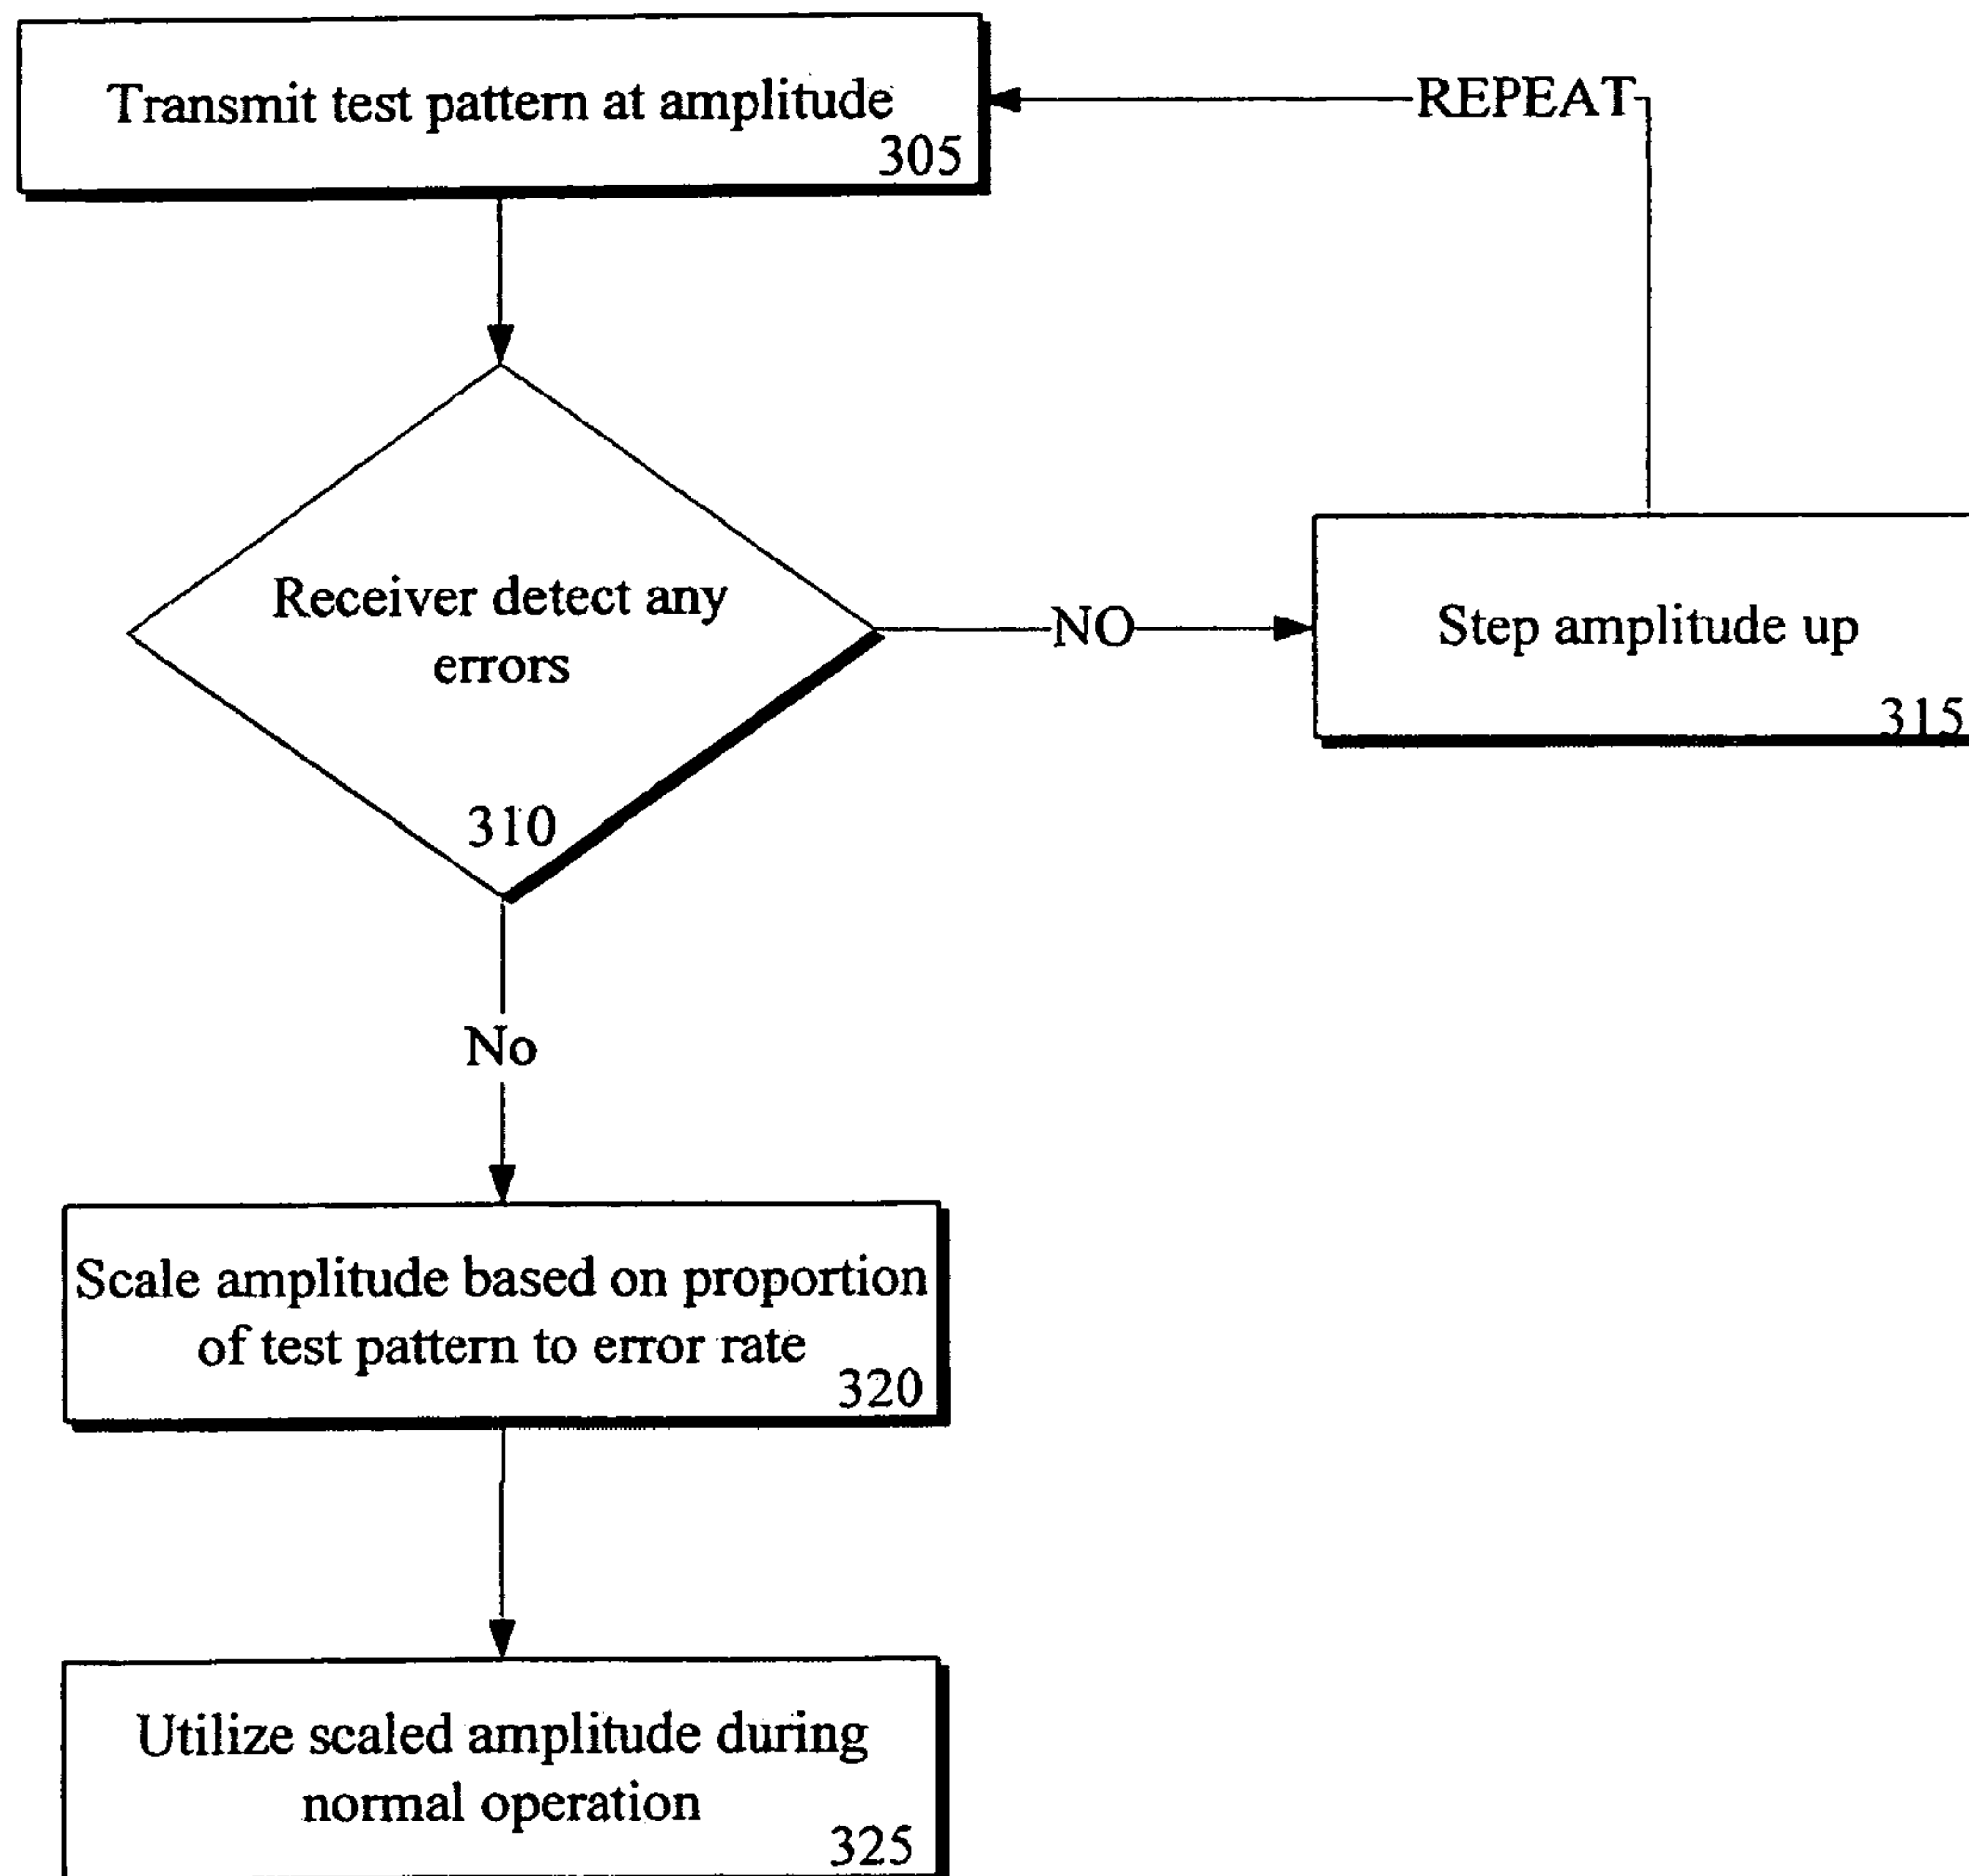 Transmit test pattern at amplitude
305
REPEAT
Receiver detect any
errors
310
NO
Step amplitude up
315
No
Scale amplitude based on proportion
of test pattern to error rate
320
Utilize scaled amplitude during
normal operation
325